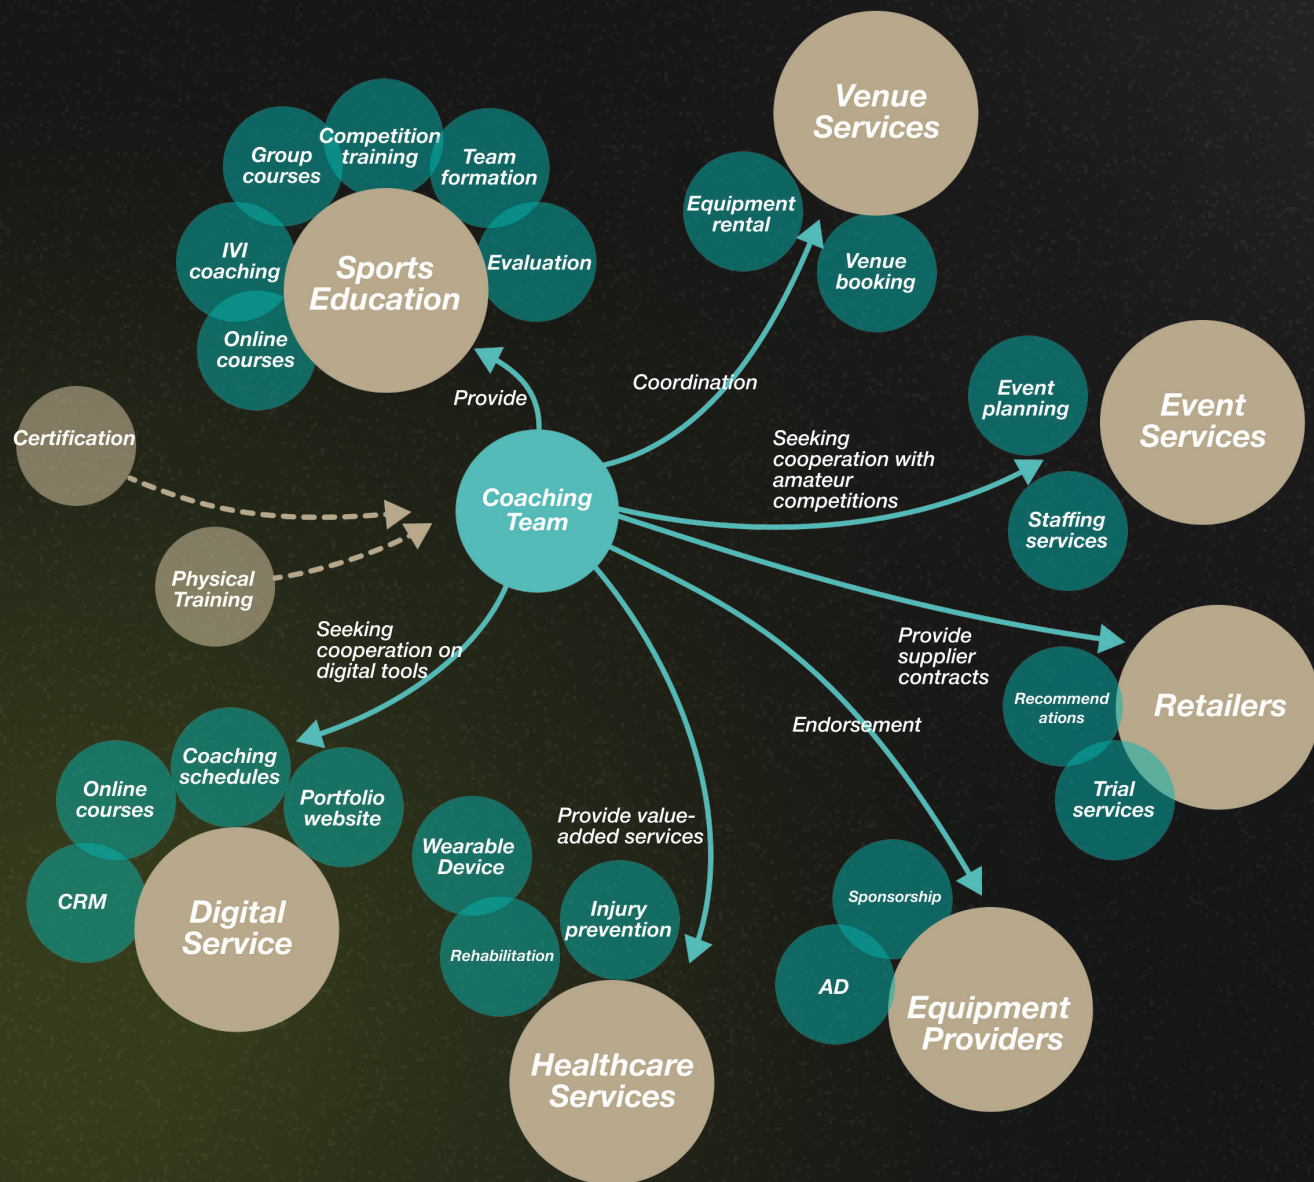 Venue
Services
Equipment
rental
Venue
booking
Competition
training
Group
courses
Team
formation
IVI
coaching
Sports
Education
Evaluation
Online
courses
Provide
Coordination
Event
planning
Event
Services
Staffing
services
Seeking
cooperation with
amateur
competitions
Certification
Coaching
Team
Physical
Training
Seeking
cooperation on
digital tools
Provide
supplier
contracts
Recommend
ations
Retailers
Trial
services
Endorsement
Coaching
schedules
Online
courses
Portfolio
website
CRM
Digital
Service
Provide value-
added services
Wearable
Device
Injury
prevention
Rehabilitation
Healthcare
Services
Sponsorship
AD
Equipment
Providers